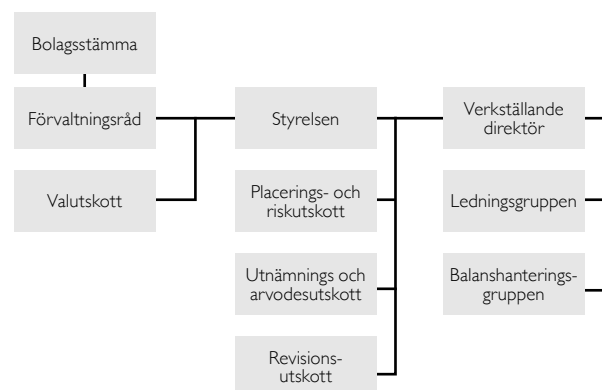 Bolagsstämma
Förvaltningsråd
Valutskott
Styrelsen
Placerings- och
riskutskott
Utnämnings och
arvodesutskott
Revisions-
utskott
Verkställande
direktör
Ledningsgruppen
Balanshanterings-
gruppen